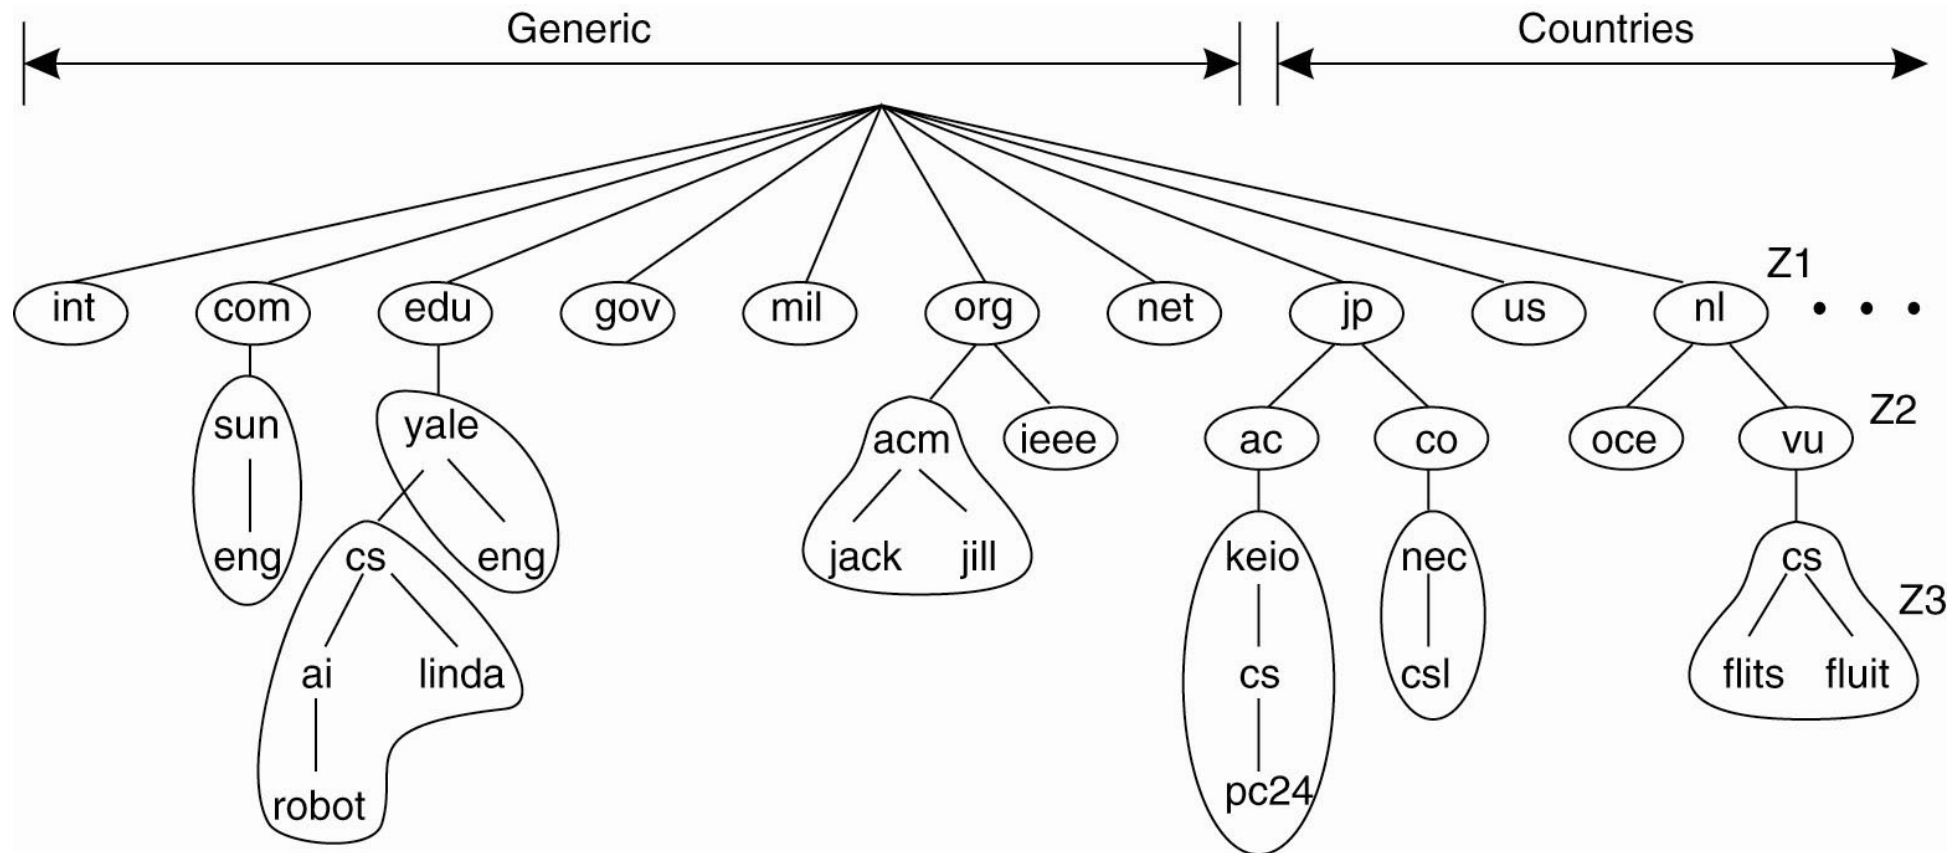 Generic Countries
Z1
int com edu gov mil org net jp us nl • • •
sun yale acm ieee ac co oce vu Z2
eng cs eng jack jill keio nec cs
Z3
ai linda cs csl flits fluit
robot pc24